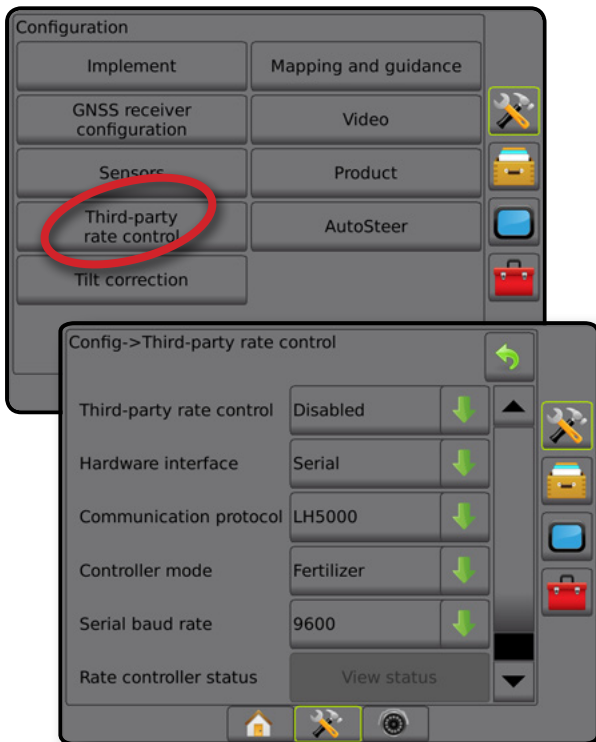 Configuration
Implement
Mapping and guidance
GNSS receiver
configuration
Video
Sensors
Product
Third-party
rate control
AutoSteer
Tilt correction
Config->Third-party rate control
Third-party rate control
Disabled
Hardware interface
Serial
Communication protocol
LH5000
Controller mode
Fertilizer
Serial baud rate
9600
Rate controller status
View status